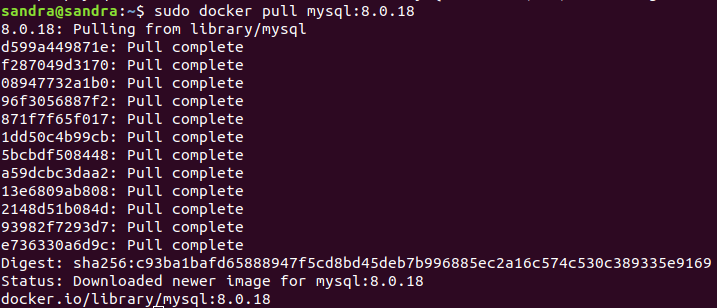 sandra@sandra:~$ sudo docker pull mysql:8.0.18
8.0.18: Pulling from library/mysql
d599a449871e: Pull complete
f287049d3170: Pull complete
08947732a1b0: Pull complete
96f3056887f2: Pull complete
871f7f65f017: Pull complete
1dd50c4b99cb: Pull complete
5bcbdf508448: Pull complete
a59dcbc3daa2: Pull complete
13e6809ab808: Pull complete
2148d51b084d: Pull complete
93982f7293d7: Pull complete
e736330a6d9c: Pull complete
Digest: sha256:c93ba1bafd65888947f5cd8bd45deb7b996885ec2a16c574c530c389335e9169
Status: Downloaded newer image for mysql:8.0.18
docker.io/library/mysql:8.0.18